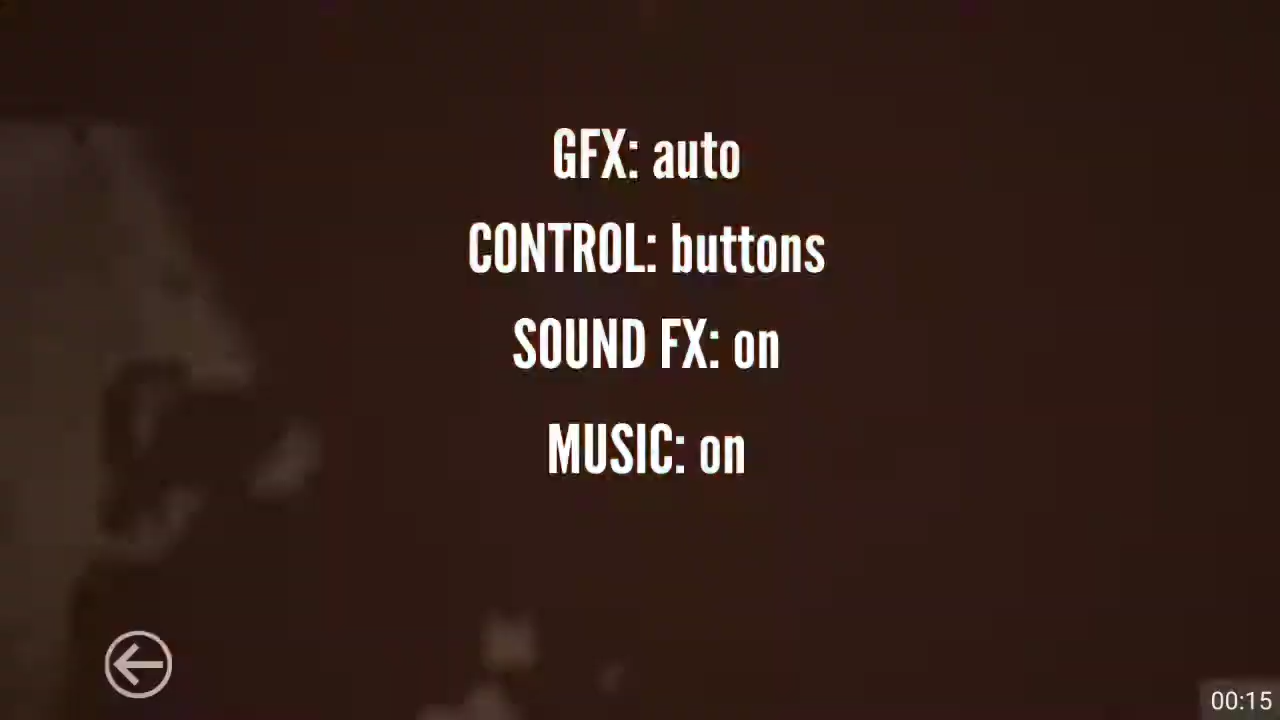 GFX: auto
CONTROL: buttons
SOUND FX: on
MUSIC: on
00:15